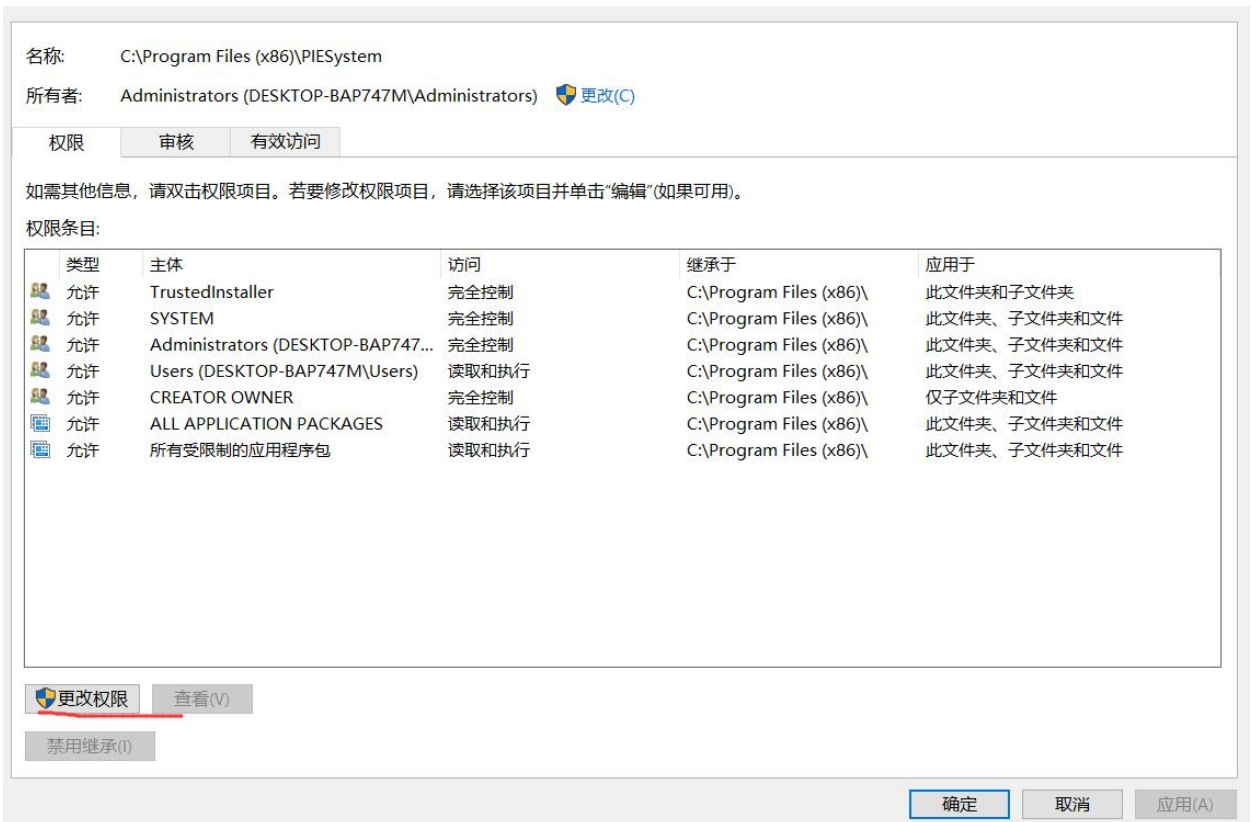 名称: C:\Program Files (x86)\PIESystem
所有者: Administrators (DESKTOP-BAP747M\Administrators) 更改(C)
权限 审核 有效访问
如需其他信息，请双击权限项目。若要修改权限项目，请选择该项目并单击“编辑”(如果可用)。
权限条目:
类型 主体 访问 继承于 应用于
允许 TrustedInstaller 完全控制 C:\Program Files (x86)\ 此文件夹和子文件夹
允许 SYSTEM 完全控制 C:\Program Files (x86)\ 此文件夹、子文件夹和文件
允许 Administrators (DESKTOP-BAP747... 完全控制 C:\Program Files (x86)\ 此文件夹、子文件夹和文件
允许 Users (DESKTOP-BAP747M\Users) 读取和执行 C:\Program Files (x86)\ 此文件夹、子文件夹和文件
允许 CREATOR OWNER 完全控制 C:\Program Files (x86)\ 仅子文件夹和文件
允许 ALL APPLICATION PACKAGES 读取和执行 C:\Program Files (x86)\ 此文件夹、子文件夹和文件
允许 所有受限制的应用程序包 读取和执行 C:\Program Files (x86)\ 此文件夹、子文件夹和文件
更改权限 查看(V)
禁用继承(I)
确定 取消 应用(A)